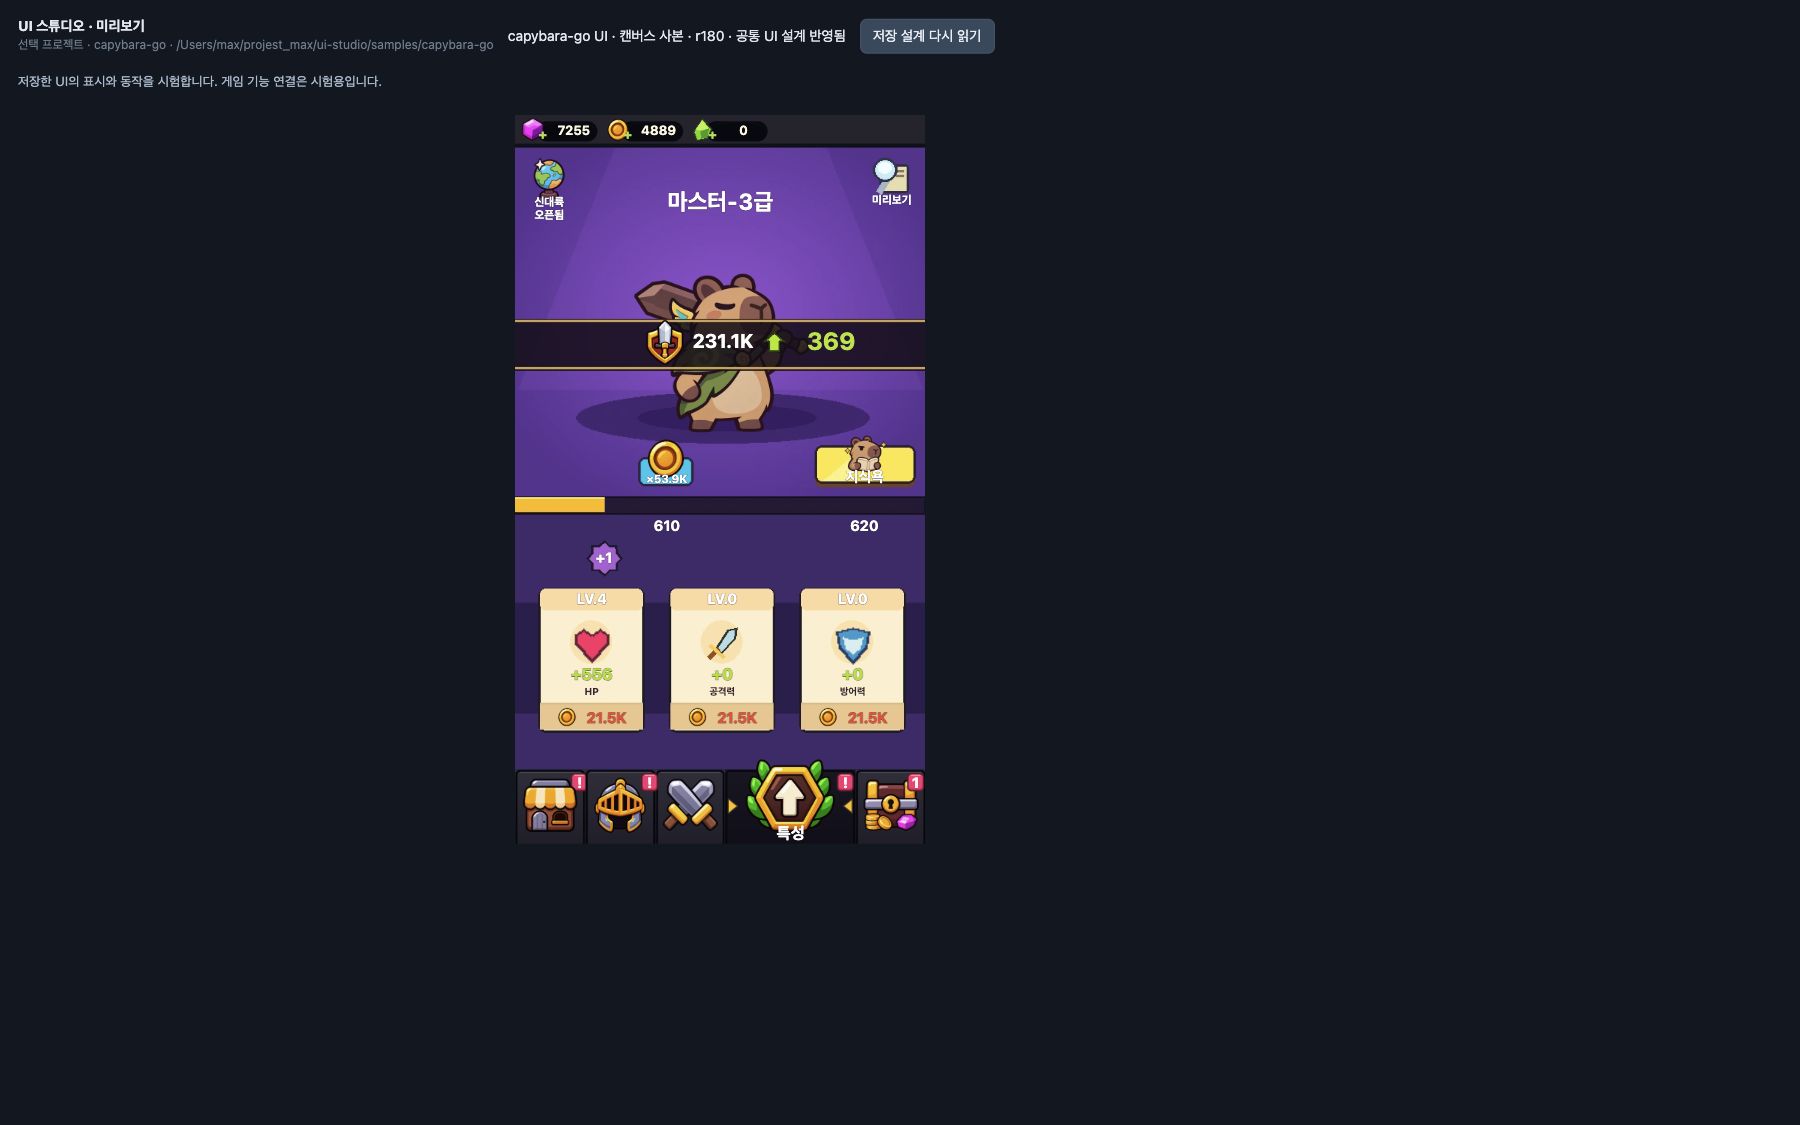 UI 스튜디오 · 미리보기
선택 프로젝트 · capybara-go · /Users/max/projest_max/ui-studio/samples/capybara-go
capybara-go UI · 캔버스 사본 · r180 · 공통 UI 설계 반영됨
저장 설계 다시 읽기
저장한 UI의 표시와 동작을 시험합니다. 게임 기능 연결은 시험용입니다.
7255
4889
0
신대륙
오픈됨
마스터-3급
미리보기
231.1K
369
×53.9K
지식욕
610
620
+1
LV.4
LV.0
LV.0
+556
+0
+0
HP
공격력
방어력
21.5K
21.5K
21.5K
!
!
!
1
특성